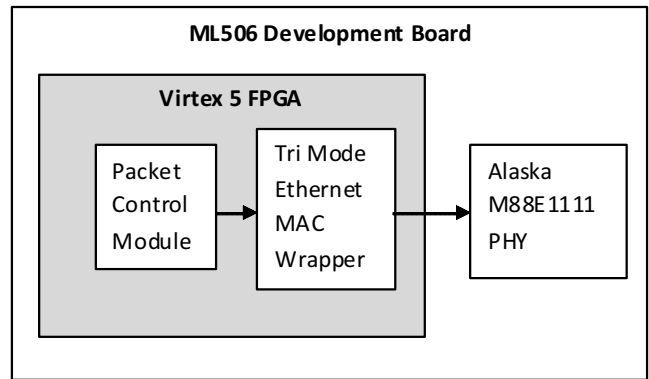 ML506 Development Board
Virtex 5 FPGA
Packet
Control
Module
Tri Mode
Ethernet
MAC
Wrapper
Alaska
M88E1111
PHY